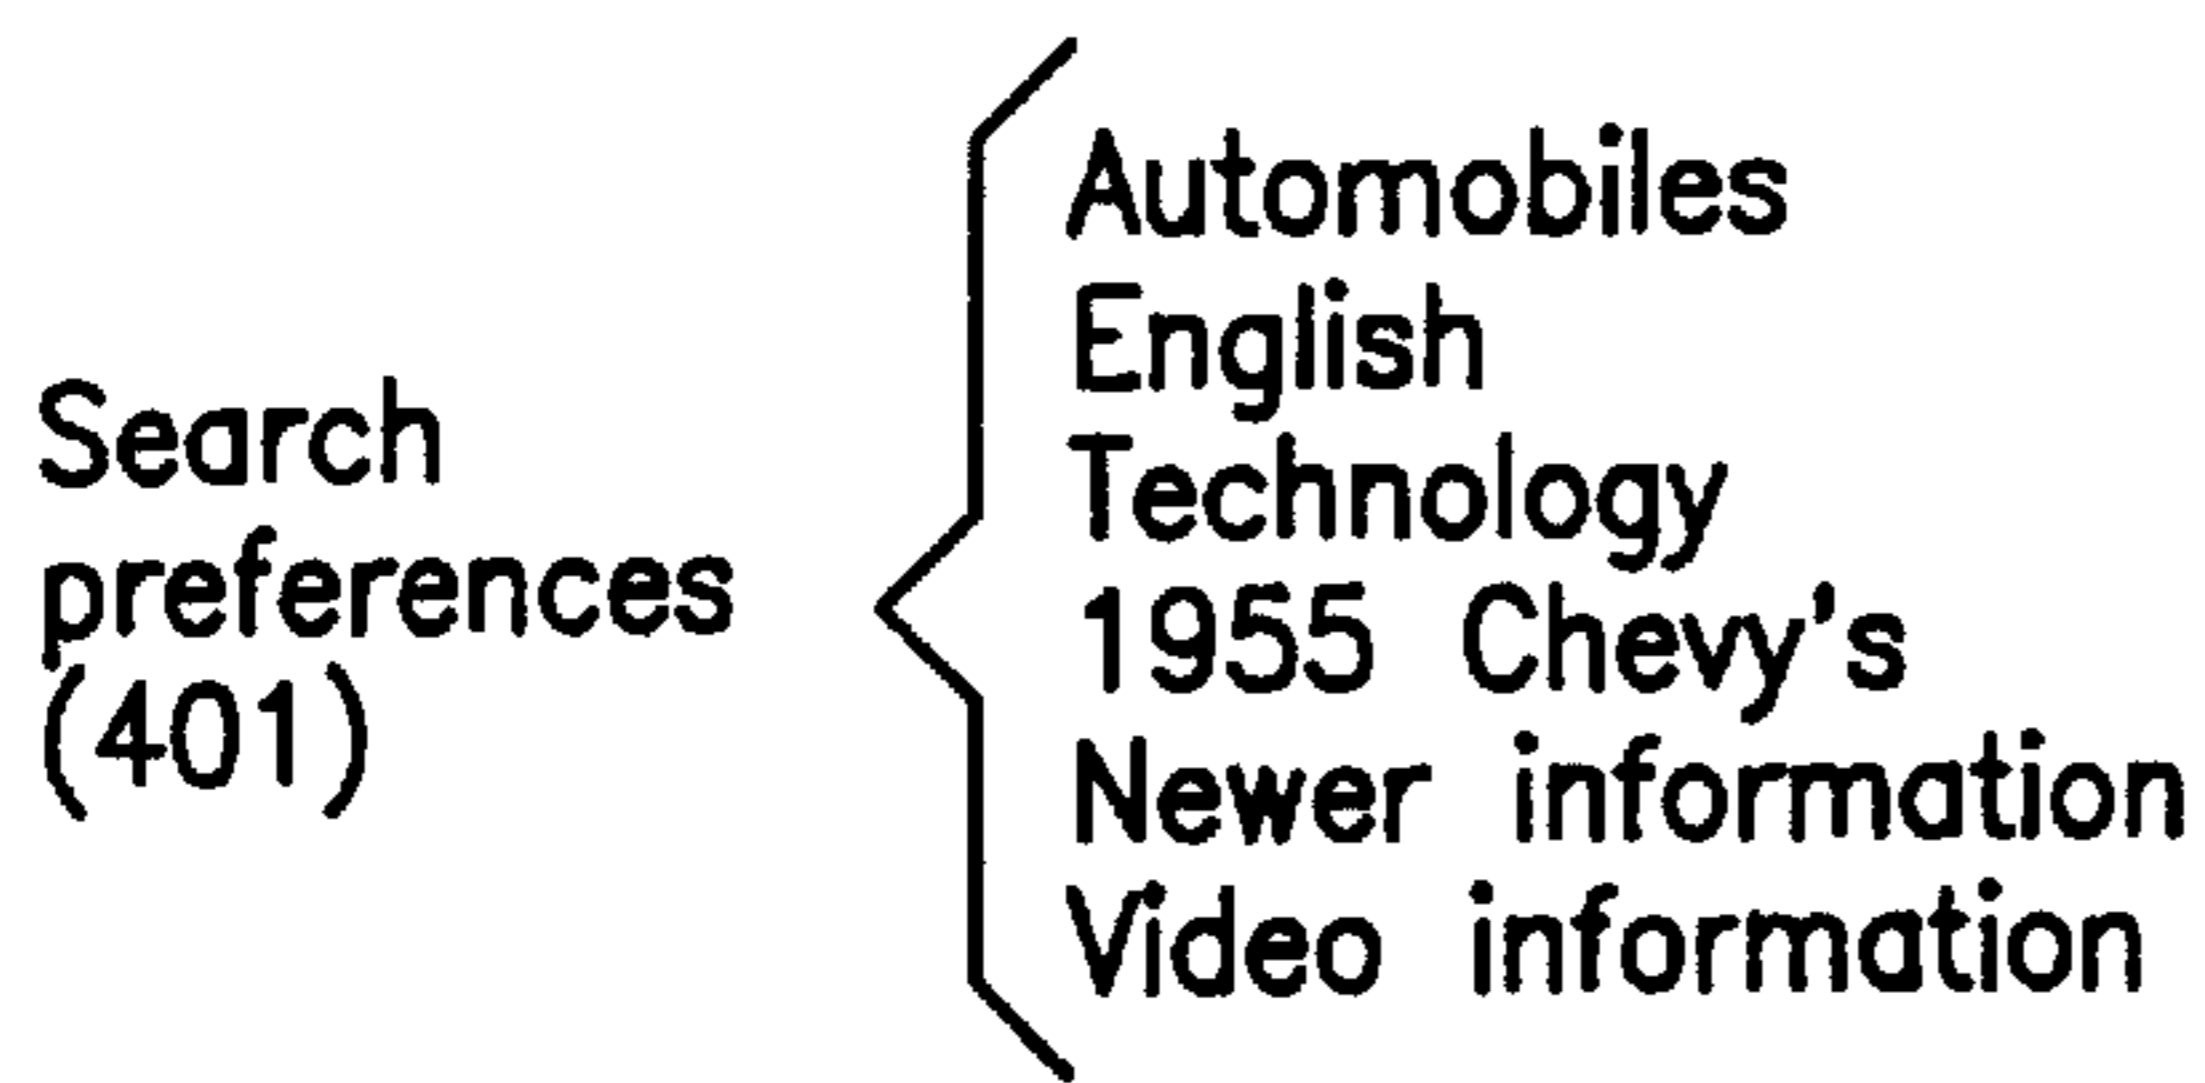 Search
preferences
(401)
Automobiles
English
Technology
1955 Chevy's
Newer information
Video information